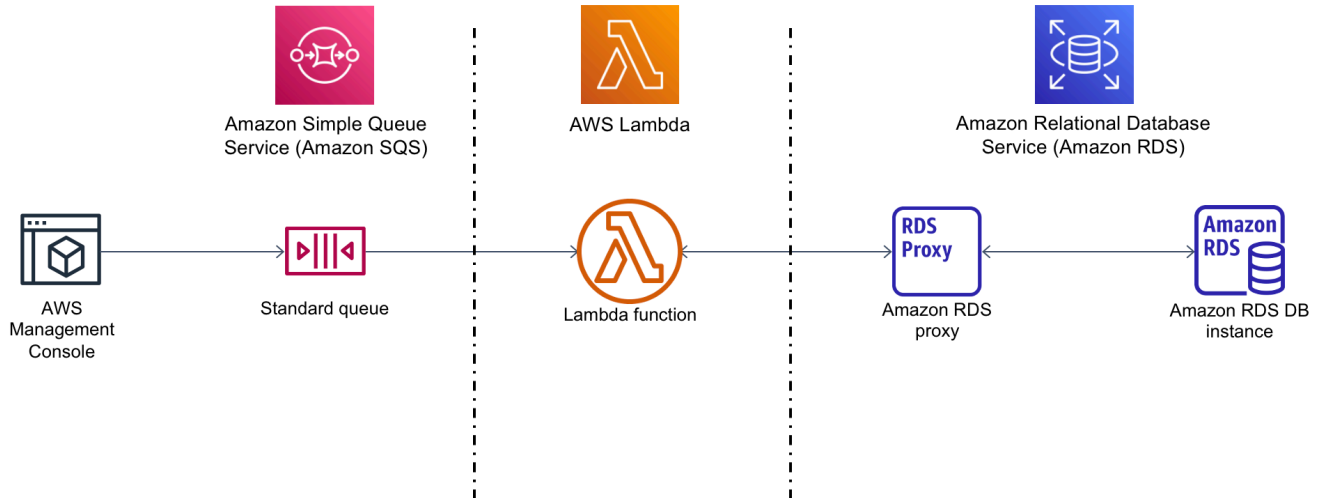 Amazon Simple Queue
Service (Amazon SQS)
AWS Lambda
Amazon Relational Database
Service (Amazon RDS)
AWS
Management
Console
Standard queue
Lambda function
RDS
Proxy
Amazon RDS
proxy
Amazon
RDS
Amazon RDS DB
instance